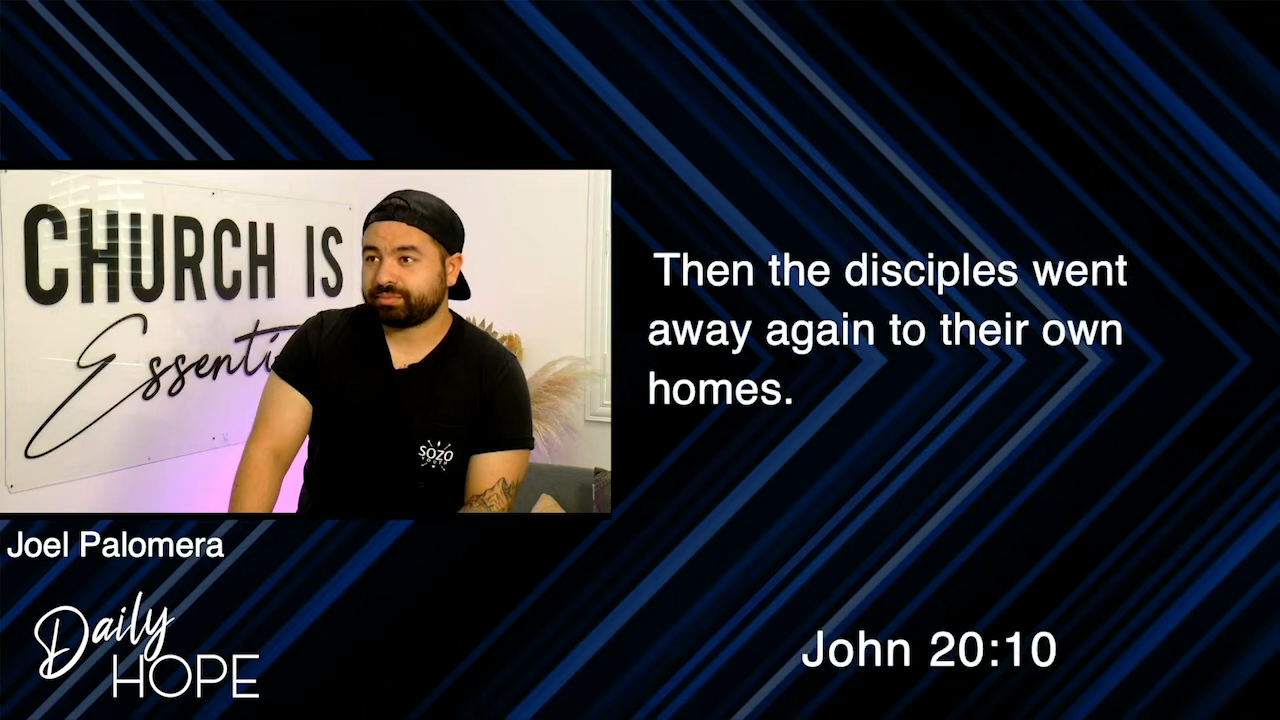 CHURCH IS
Essenti
SOZO
YOUTH
Joel Palomera
Daily
HOPE
Then the disciples went
away again to their own
homes.
John 20:10